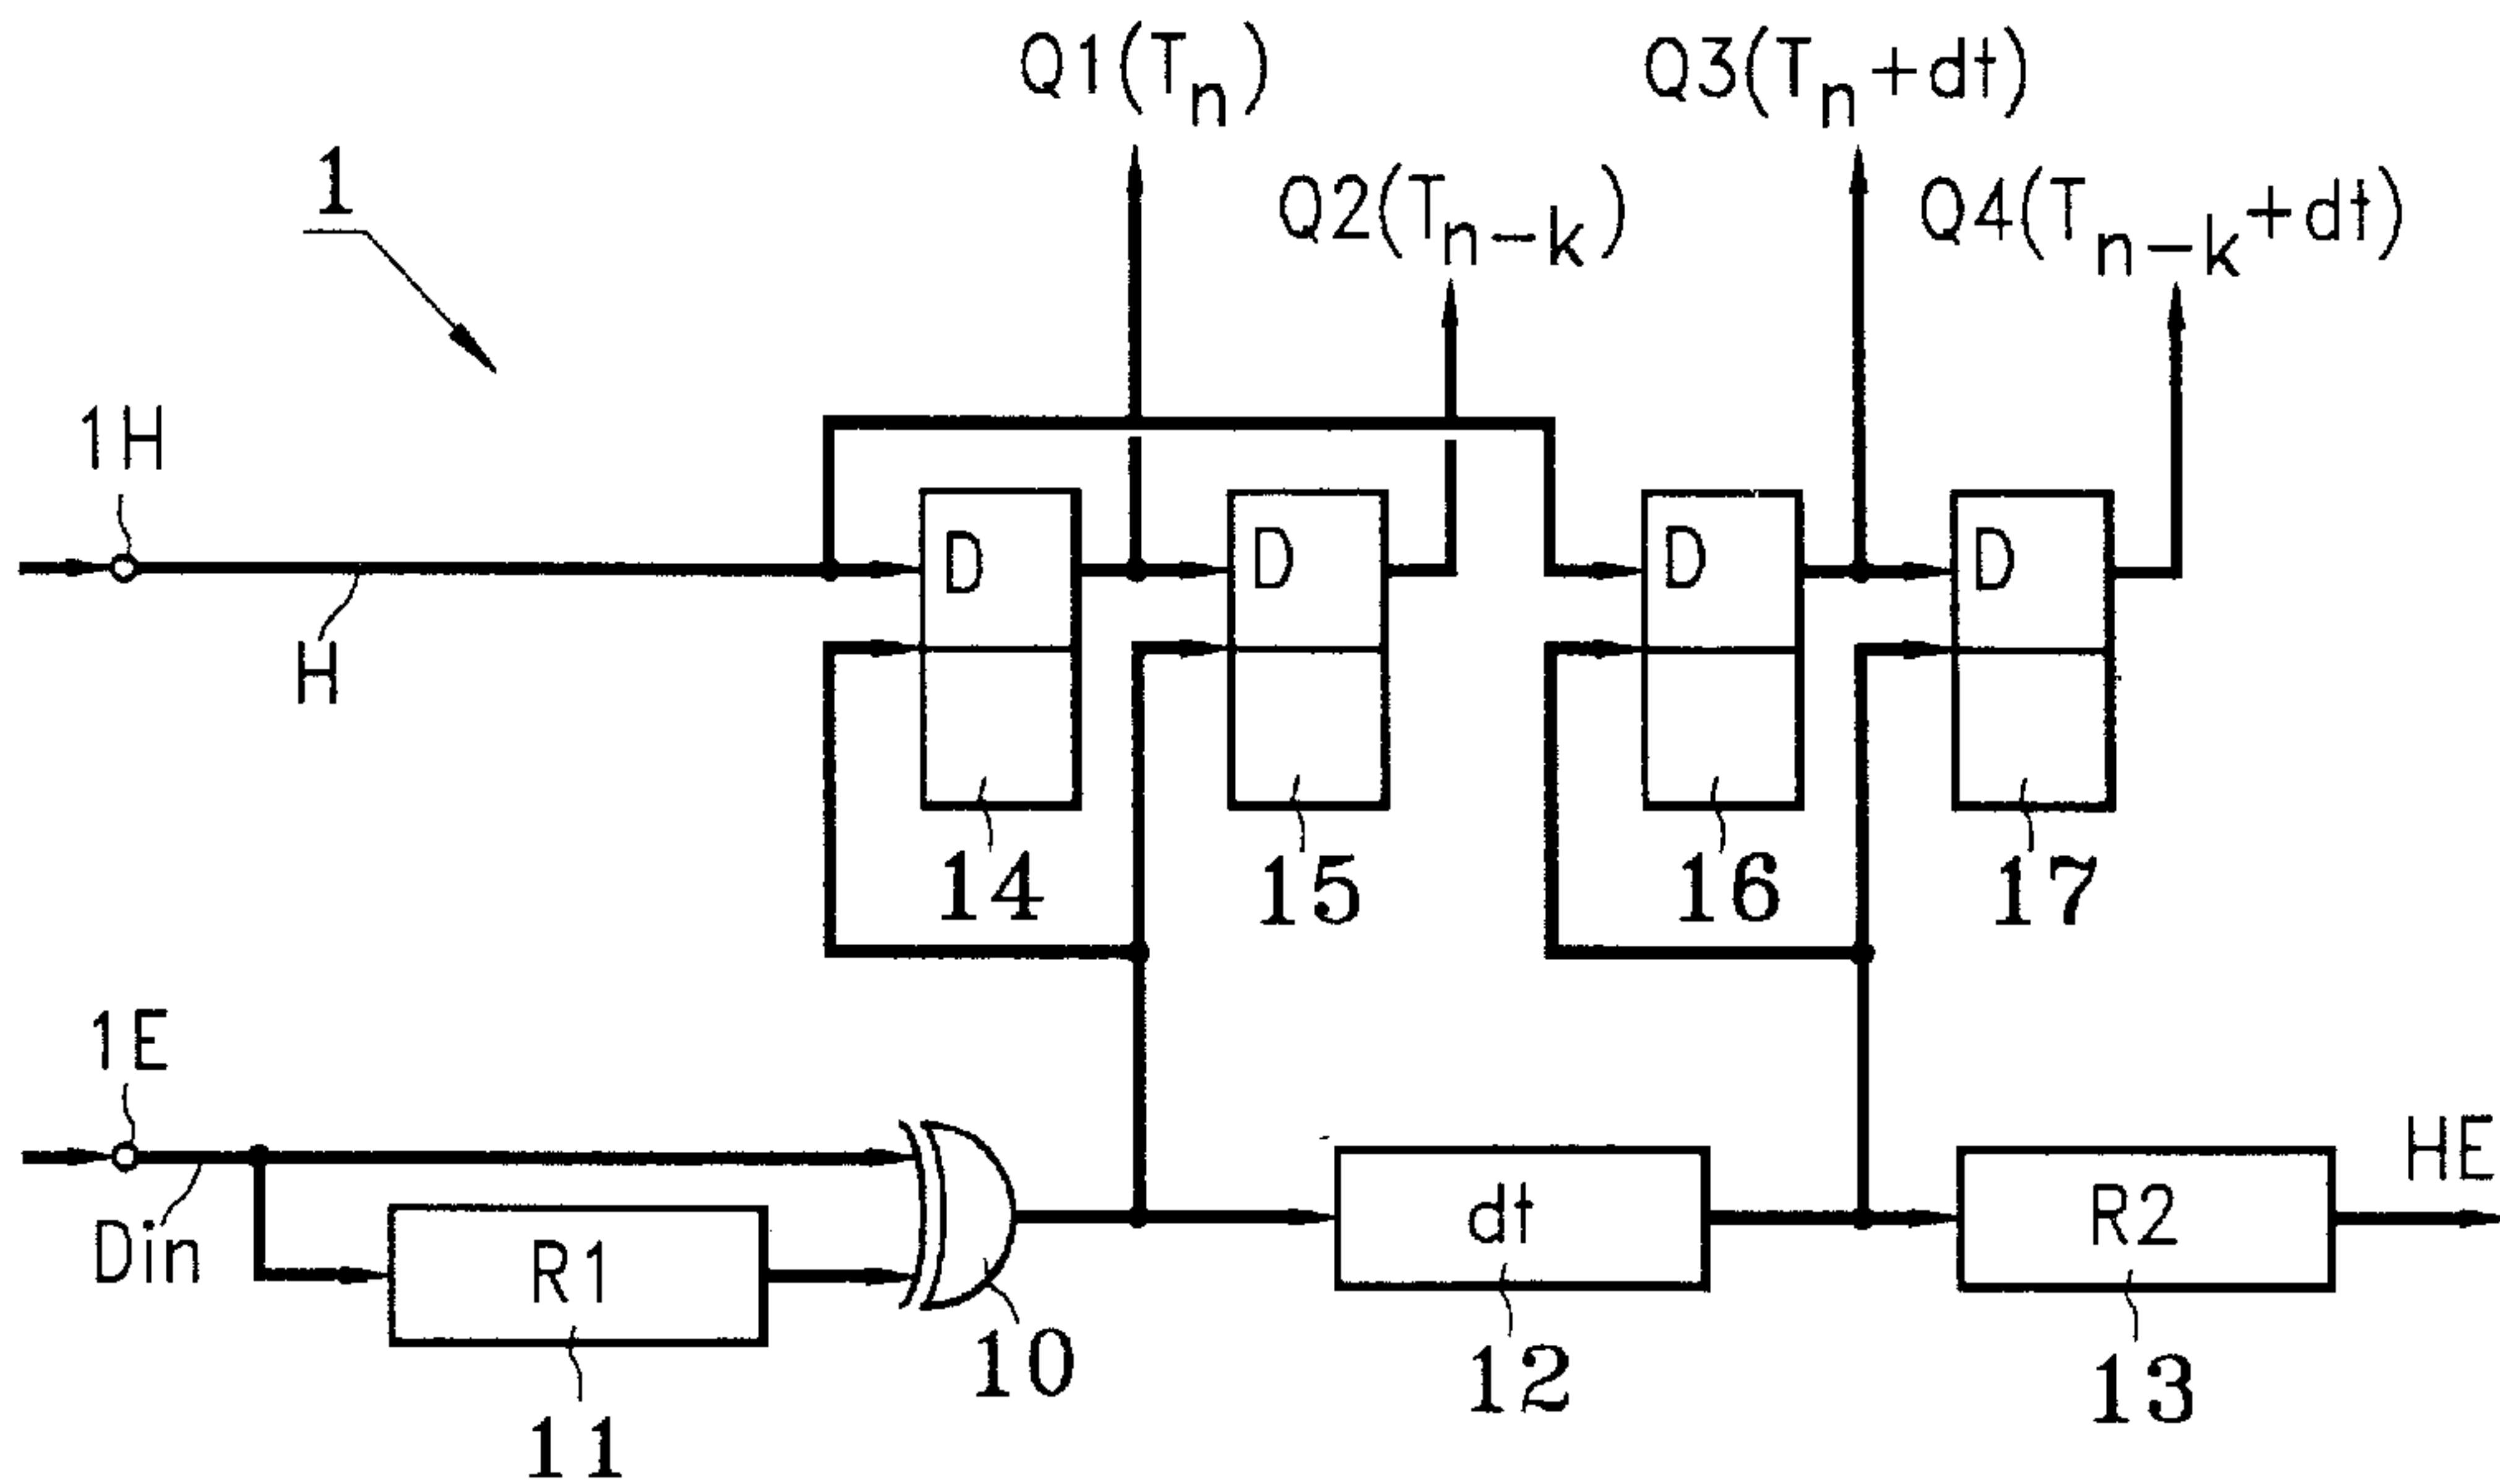 Q1(Tn)
Q3(Tn+dt)
1
Q2(Tn-k)
Q4(Tn-k+dt)
1H
D
D
D
D
H
14
15
16
17
1E
HE
dt
R2
Din
R1
10
12
13
11